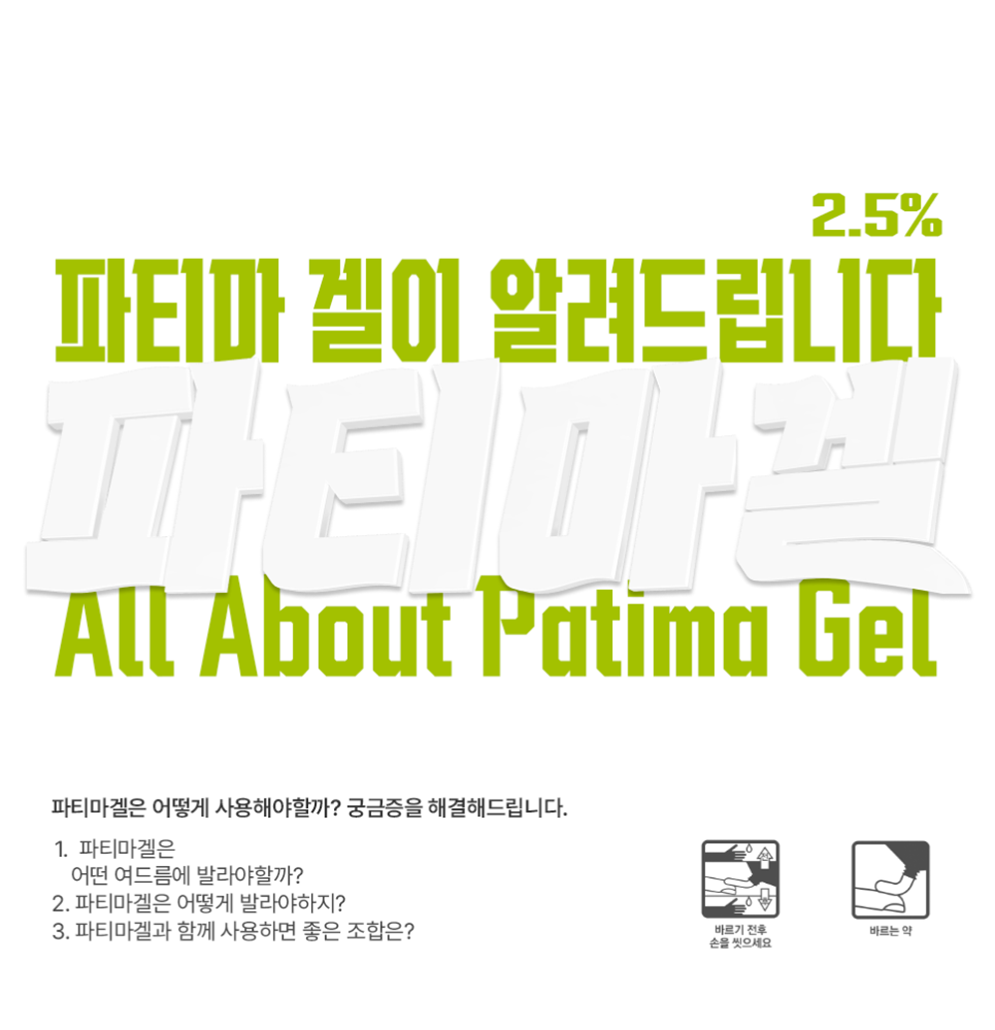 2.5%
파티마 겔이 알려드립니다
파티마겔
All About Patima Gel
파티마겔은 어떻게 사용해야할까? 궁금증을 해결해드립니다.
1. 파티마겔은
어떤 여드름에 발라야할까?
2. 파티마겔은 어떻게 발라야하지?
3. 파티마겔과 함께 사용하면 좋은 조합은?
바르기 전후
손을 씻으세요
바르는 약